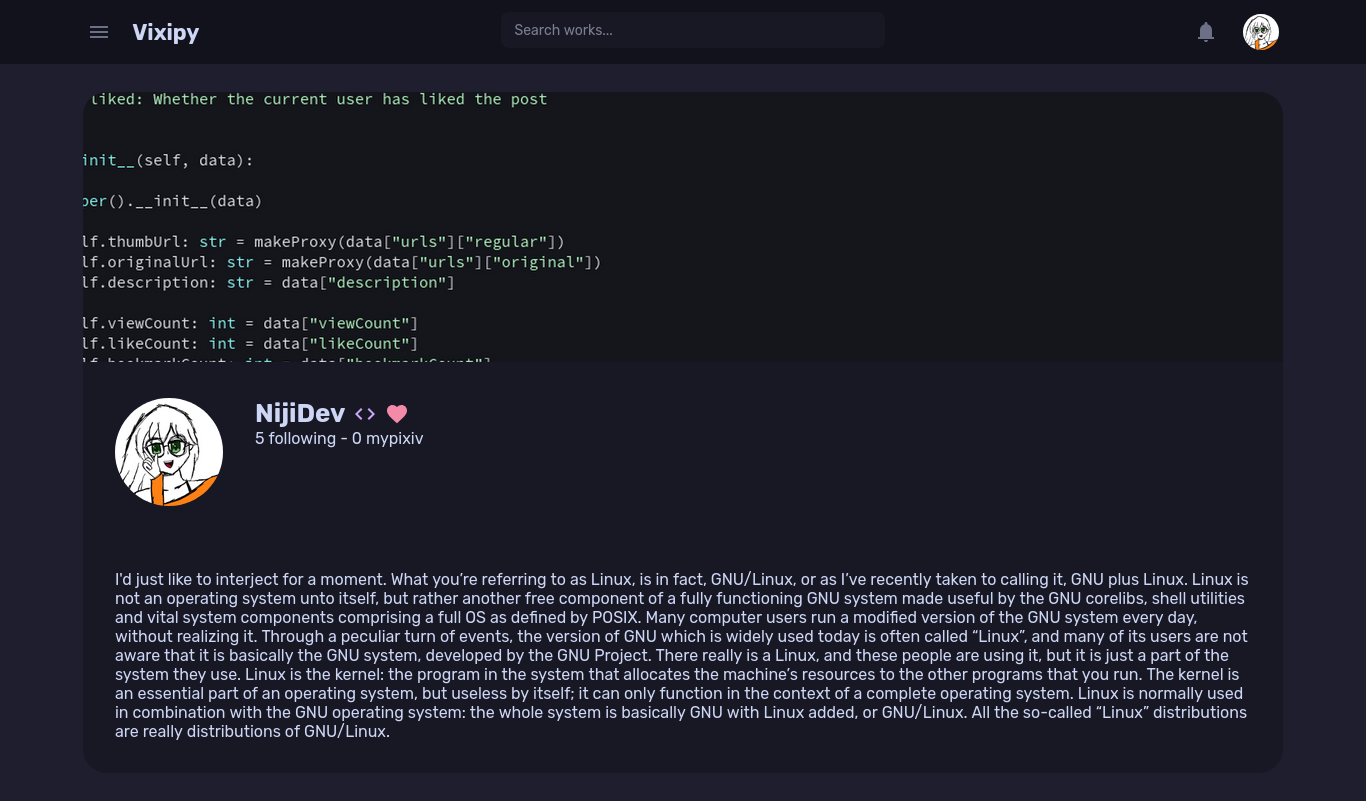 Vixipy
Search works...
liked: Whether the current user has liked the post
init__(self, data):
per().__init__(data)
lf.thumbUrl: str = makeProxy(data["urls"]["regular"])
lf.originalUrl: str = makeProxy(data["urls"]["original"])
lf.description: str = data["description"]
lf.viewCount: int = data["viewCount"]
lf.likeCount: int = data["likeCount"]
lf.bookmarkCount: int = data["bookmarkCount"]
NijiDev
5 following - 0 mypixiv
I'd just like to interject for a moment. What you’re referring to as Linux, is in fact, GNU/Linux, or as I’ve recently taken to calling it, GNU plus Linux. Linux is
not an operating system unto itself, but rather another free component of a fully functioning GNU system made useful by the GNU corelibs, shell utilities
and vital system components comprising a full OS as defined by POSIX. Many computer users run a modified version of the GNU system every day,
without realizing it. Through a peculiar turn of events, the version of GNU which is widely used today is often called “Linux”, and many of its users are not
aware that it is basically the GNU system, developed by the GNU Project. There really is a Linux, and these people are using it, but it is just a part of the
system they use. Linux is the kernel: the program in the system that allocates the machine’s resources to the other programs that you run. The kernel is
an essential part of an operating system, but useless by itself; it can only function in the context of a complete operating system. Linux is normally used
in combination with the GNU operating system: the whole system is basically GNU with Linux added, or GNU/Linux. All the so-called “Linux” distributions
are really distributions of GNU/Linux.